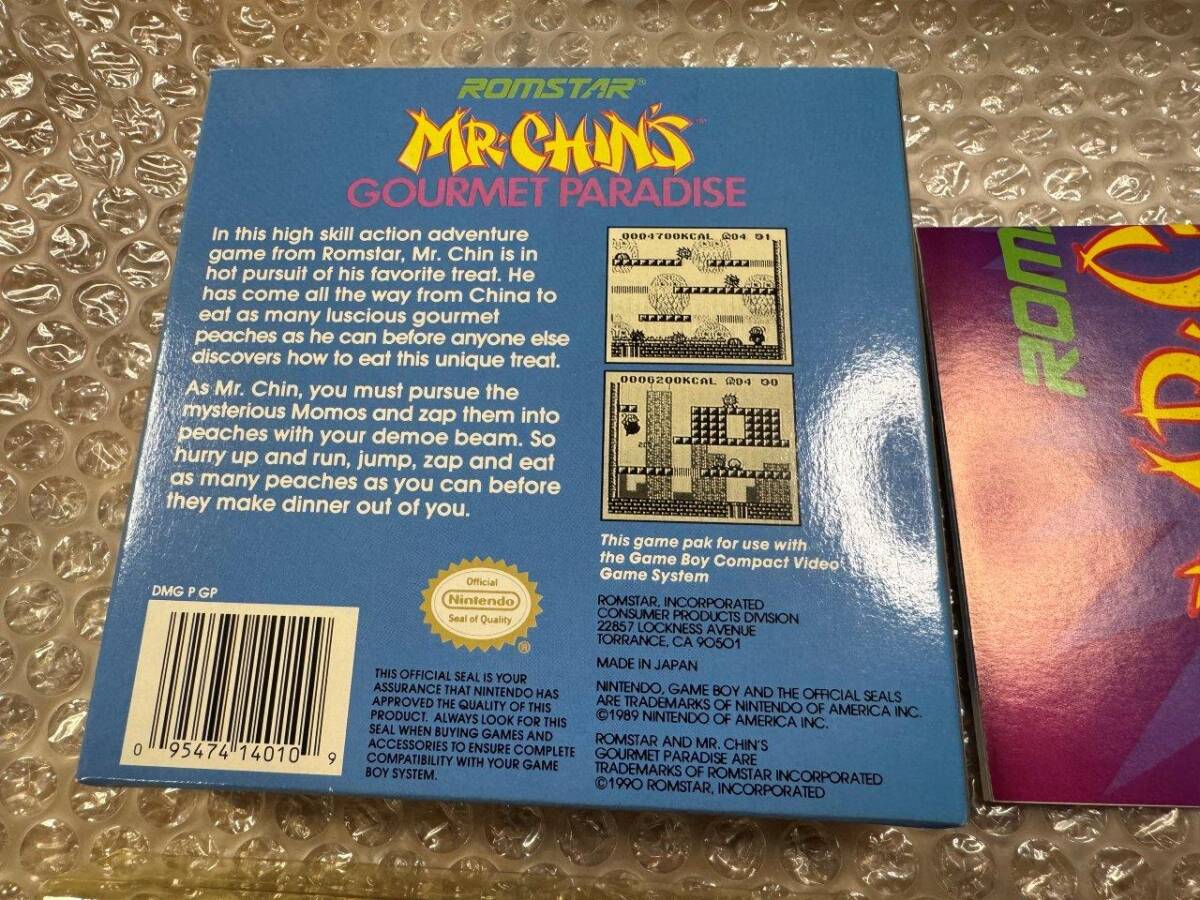 ROMSTAR®
MR. CHIN'S™
GOURMET PARADISE
In this high skill action adventure
game from Romstar, Mr. Chin is in
hot pursuit of his favorite treat. He
has come all the way from China to
eat as many luscious gourmet
peaches as he can before anyone else
discovers how to eat this unique treat.
As Mr. Chin, you must pursue the
mysterious Momos and zap them into
peaches with your demoe beam. So
hurry up and run, jump, zap and eat
as many peaches as you can before
they make dinner out of you.
0004700KCAL 04 1
0006200KCAL 04 0
This game pak for use with
the Game Boy Compact Video
Game System
DMG P GP
0 95474 14010 9
Official
Nintendo
Seal of Quality
®
THIS OFFICIAL SEAL IS YOUR
ASSURANCE THAT NINTENDO HAS
APPROVED THE QUALITY OF THIS
PRODUCT. ALWAYS LOOK FOR THIS
SEAL WHEN BUYING GAMES AND
ACCESSORIES TO ENSURE COMPLETE
COMPATIBILITY WITH YOUR GAME
BOY SYSTEM.
ROMSTAR, INCORPORATED
CONSUMER PRODUCTS DIVISION
22857 LOCKNESS AVENUE
TORRANCE, CA 90501
MADE IN JAPAN
NINTENDO, GAME BOY AND THE OFFICIAL SEALS
ARE TRADEMARKS OF NINTENDO OF AMERICA INC.
©1989 NINTENDO OF AMERICA INC.
ROMSTAR AND MR. CHIN'S
GOURMET PARADISE ARE
TRADEMARKS OF ROMSTAR INCORPORATED
©1990 ROMSTAR, INCORPORATED
ROM